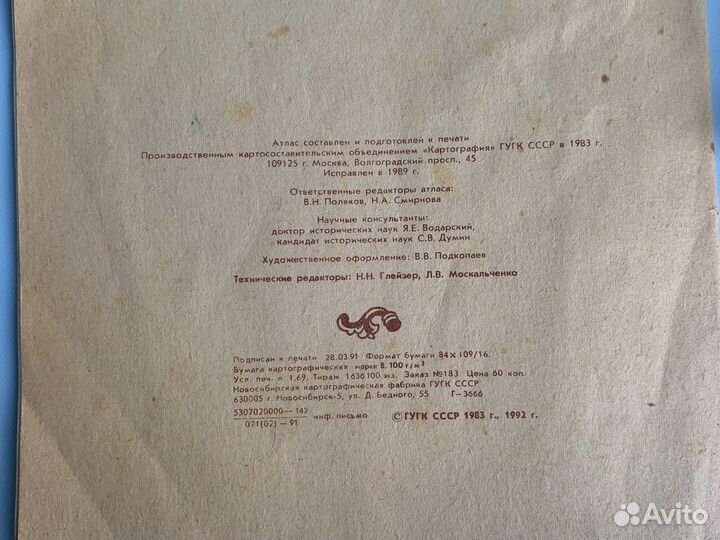 Атлас составлен и подготовлен к печати
Производственным картосоставительским объединением «Картография» ГУГК СССР в 1983 г.
109125 г. Москва, Волгоградский просп., 45
Исправлен в 1989 г.
Ответственные редакторы атласа:
В.Н. Поляков, Н.А. Смирнова
Научные консультанты:
доктор исторических наук Я.Е. Водарский,
кандидат исторических наук С.В. Думин
Художественное оформление: В.В. Подкопаев
Технические редакторы: Н.Н. Глейзер, Л.В. Москальченко
Подписан к печати 28.03.91 Формат бумаги 84 X 109/16.
Бумага картографическая марки В, 100 г/м²
Усл. печ. л. 1,69. Тираж 1636100 экз. Заказ №183 Цена 60 коп.
Новосибирская картографическая фабрика ГУГК СССР
630005 г. Новосибирск-5, ул. Д. Бедного, 55 Г-3666
5307020000—142
071(02)—91 инф. письмо © ГУГК СССР 1983 г., 1992 г.
Avito